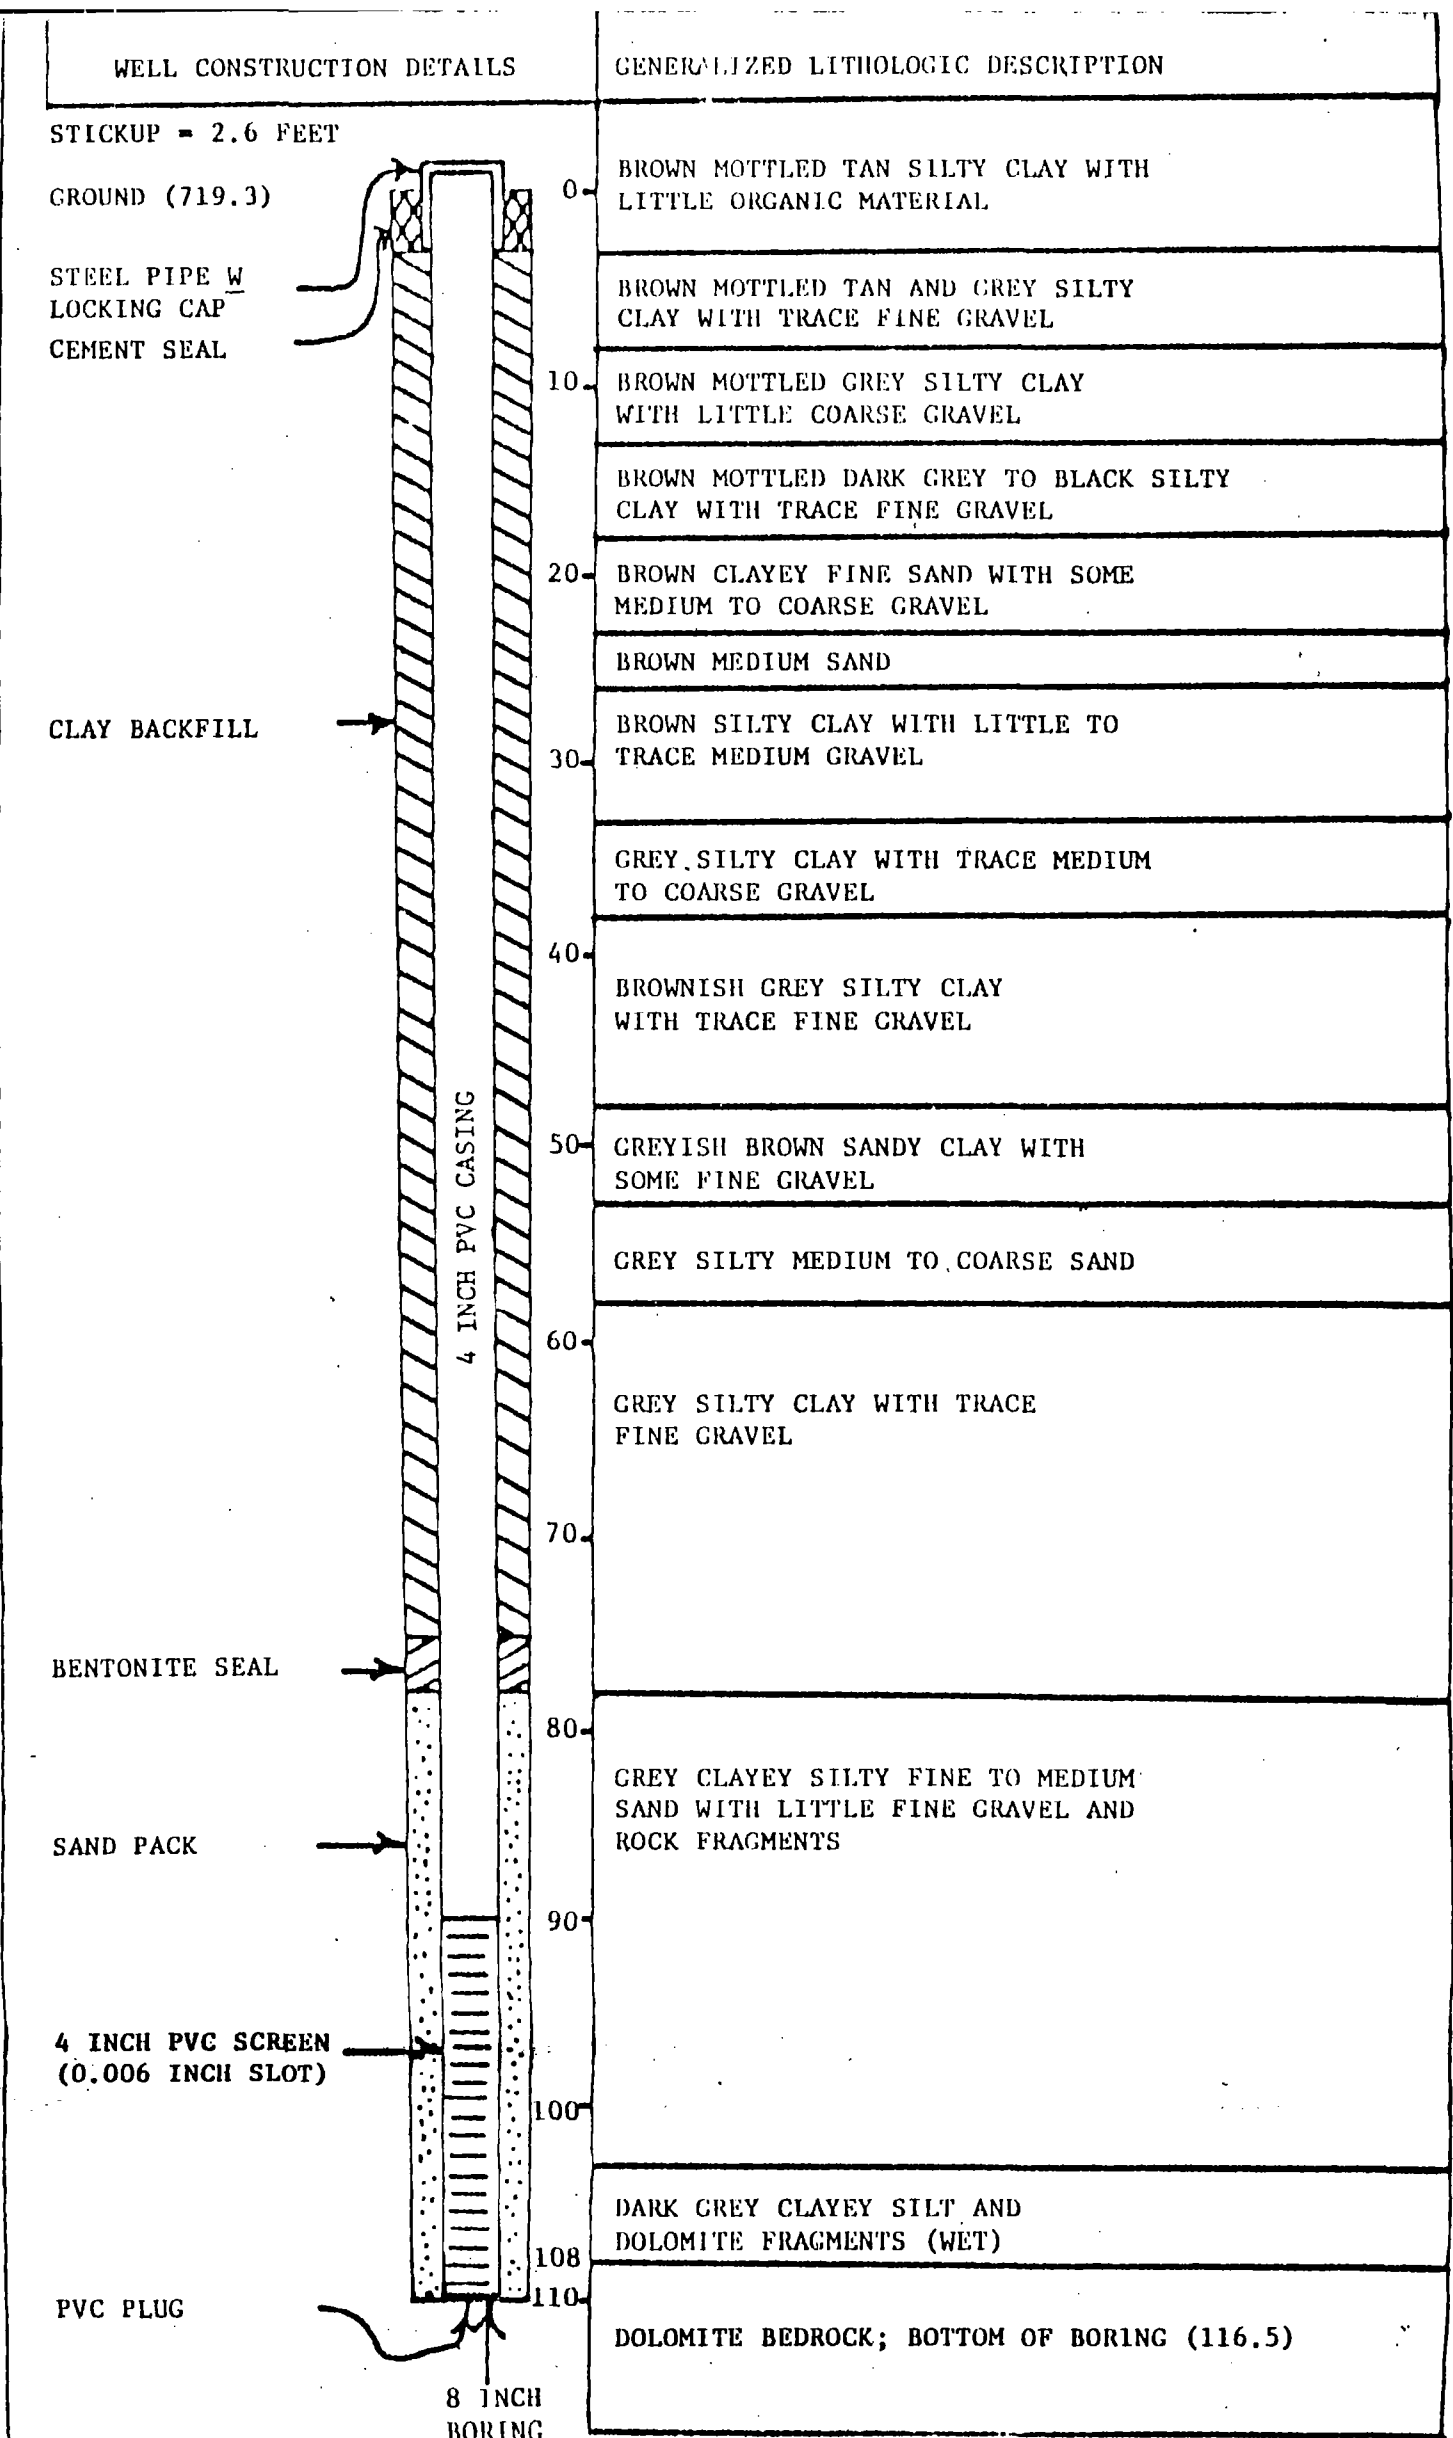 WELL CONSTRUCTION DETAILS
GENERALIZED LITHOLOGIC DESCRIPTION
STICKUP = 2.6 FEET
GROUND (719.3)
STEEL PIPE W
LOCKING CAP
CEMENT SEAL
CLAY BACKFILL
BENTONITE SEAL
SAND PACK
4 INCH PVC SCREEN
(0.006 INCH SLOT)
PVC PLUG
4 INCH PVC CASING
8 INCH
BORING
0
10
20
30
40
50
60
70
80
90
100
108
110
BROWN MOTTLED TAN SILTY CLAY WITH
LITTLE ORGANIC MATERIAL
BROWN MOTTLED TAN AND GREY SILTY
CLAY WITH TRACE FINE GRAVEL
BROWN MOTTLED GREY SILTY CLAY
WITH LITTLE COARSE GRAVEL
BROWN MOTTLED DARK GREY TO BLACK SILTY
CLAY WITH TRACE FINE GRAVEL
BROWN CLAYEY FINE SAND WITH SOME
MEDIUM TO COARSE GRAVEL
BROWN MEDIUM SAND
BROWN SILTY CLAY WITH LITTLE TO
TRACE MEDIUM GRAVEL
GREY SILTY CLAY WITH TRACE MEDIUM
TO COARSE GRAVEL
BROWNISH GREY SILTY CLAY
WITH TRACE FINE GRAVEL
GREYISH BROWN SANDY CLAY WITH
SOME FINE GRAVEL
GREY SILTY MEDIUM TO COARSE SAND
GREY SILTY CLAY WITH TRACE
FINE GRAVEL
GREY CLAYEY SILTY FINE TO MEDIUM
SAND WITH LITTLE FINE GRAVEL AND
ROCK FRAGMENTS
DARK GREY CLAYEY SILT AND
DOLOMITE FRAGMENTS (WET)
DOLOMITE BEDROCK; BOTTOM OF BORING (116.5)